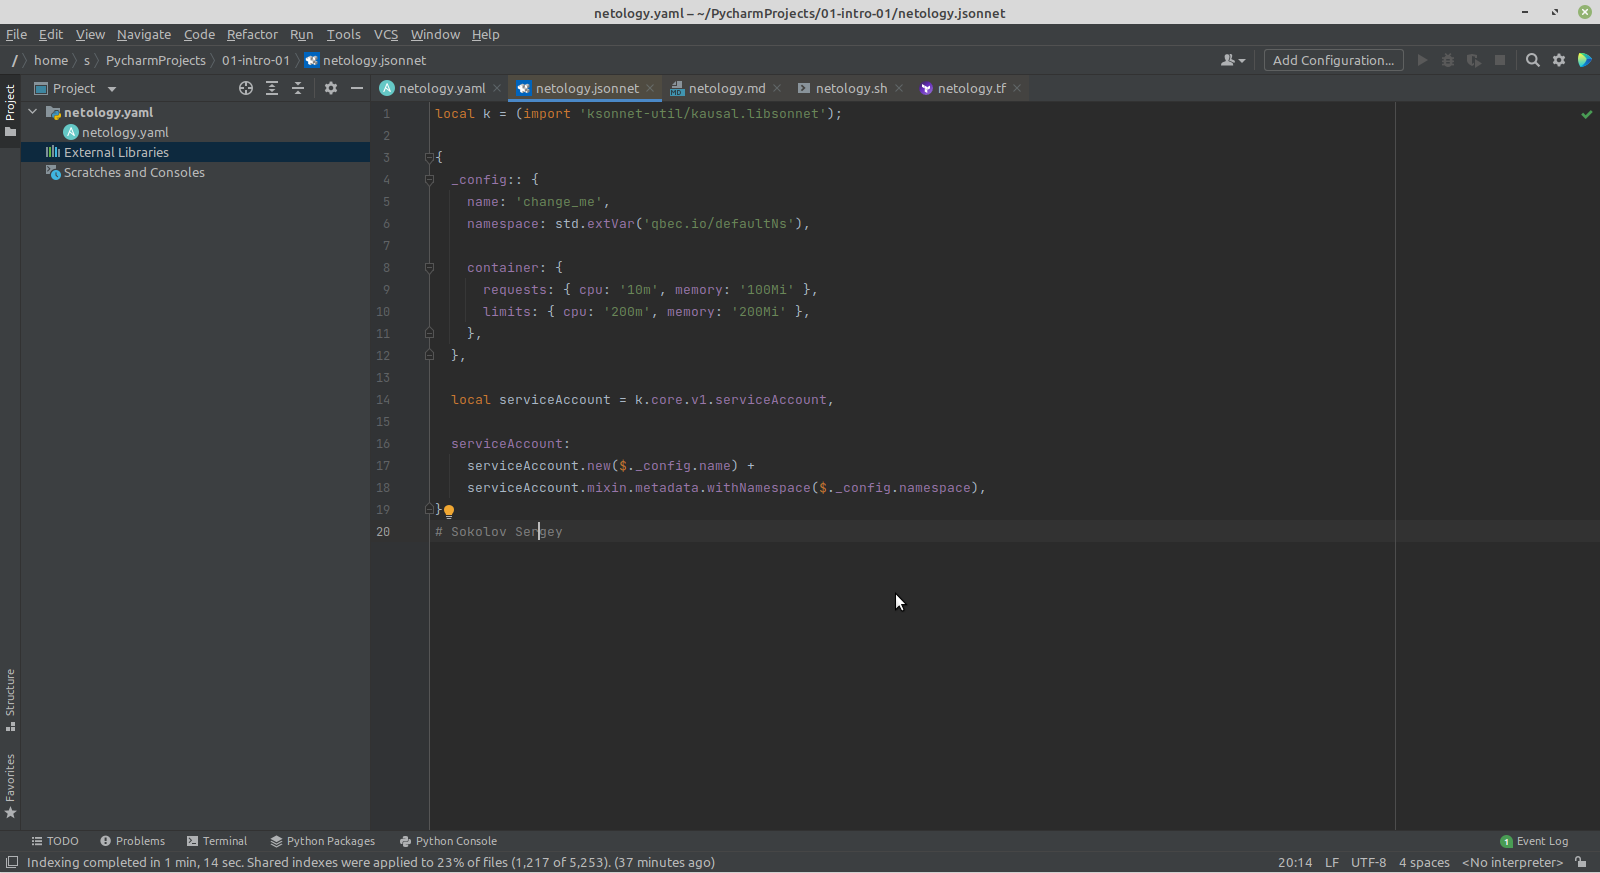 netology.yaml – ~/PycharmProjects/01-intro-01/netology.jsonnet
File Edit View Navigate Code Refactor Run Tools VCS Window Help
/ home s PycharmProjects 01-intro-01 netology.jsonnet Add Configuration...
Project netology.yaml netology.jsonnet netology.md netology.sh netology.tf
Project
netology.yaml
netology.yaml
External Libraries
Scratches and Consoles
1 local k = (import 'ksonnet-util/kausal.libsonnet');
2
3 {
4 _config:: {
5 name: 'change_me',
6 namespace: std.extVar('qbec.io/defaultNs'),
7
8 container: {
9 requests: { cpu: '10m', memory: '100Mi' },
10 limits: { cpu: '200m', memory: '200Mi' },
11 },
12 },
13
14 local serviceAccount = k.core.v1.serviceAccount,
15
16 serviceAccount:
17 serviceAccount.new($._config.name) +
18 serviceAccount.mixin.metadata.withNamespace($._config.namespace),
19 }
20 # Sokolov Sergey
Structure
Favorites
TODO Problems Terminal Python Packages Python Console 1 Event Log
Indexing completed in 1 min, 14 sec. Shared indexes were applied to 23% of files (1,217 of 5,253). (37 minutes ago) 20:14 LF UTF-8 4 spaces <No interpreter>